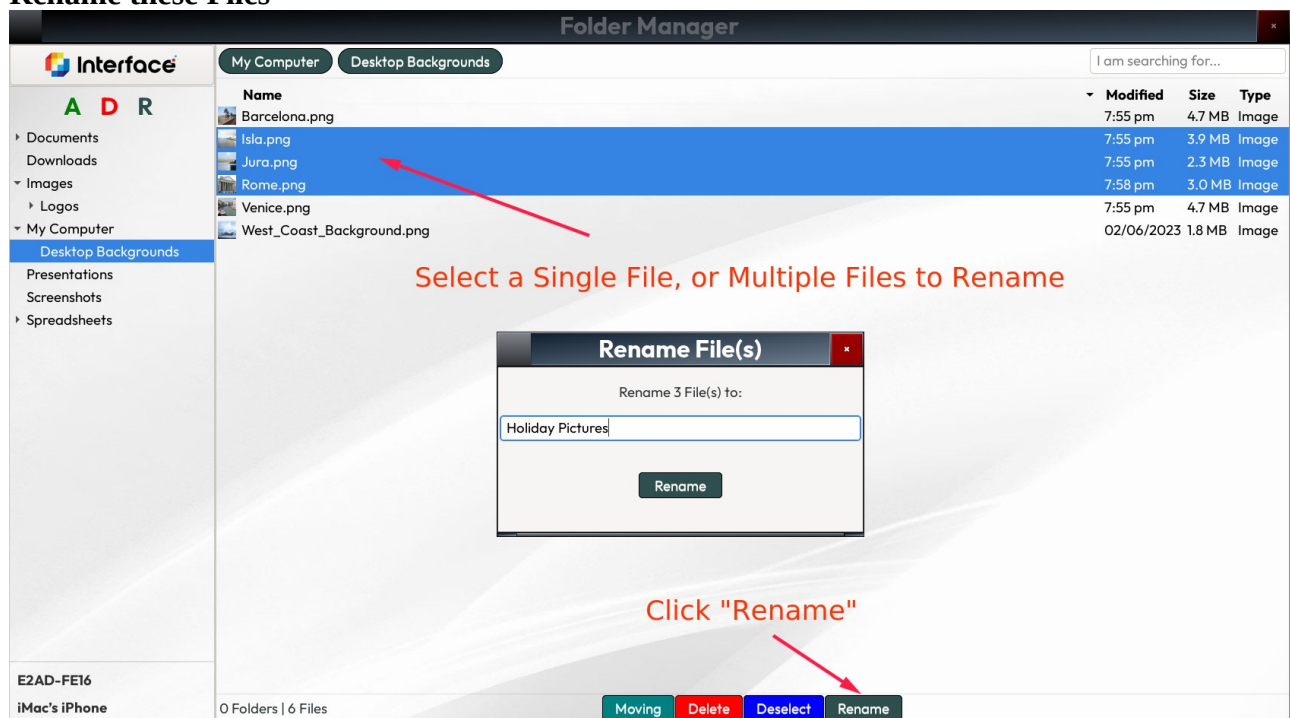 Rename these Files
Folder Manager
×
Interface
My Computer
Desktop Backgrounds
I am searching for...
A D R
Documents
Downloads
Images
Logos
My Computer
Desktop Backgrounds
Presentations
Screenshots
Spreadsheets
Name Modified Size Type
Barcelona.png 7:55 pm 4.7 MB Image
Isla.png 7:55 pm 3.9 MB Image
Jura.png 7:55 pm 2.3 MB Image
Rome.png 7:58 pm 3.0 MB Image
Venice.png 7:55 pm 4.7 MB Image
West_Coast_Background.png 02/06/2023 1.8 MB Image
Select a Single File, or Multiple Files to Rename
Rename File(s)
×
Rename 3 File(s) to:
Holiday Pictures
Rename
Click "Rename"
E2AD-FE16
iMac's iPhone
0 Folders | 6 Files
Moving Delete Deselect Rename